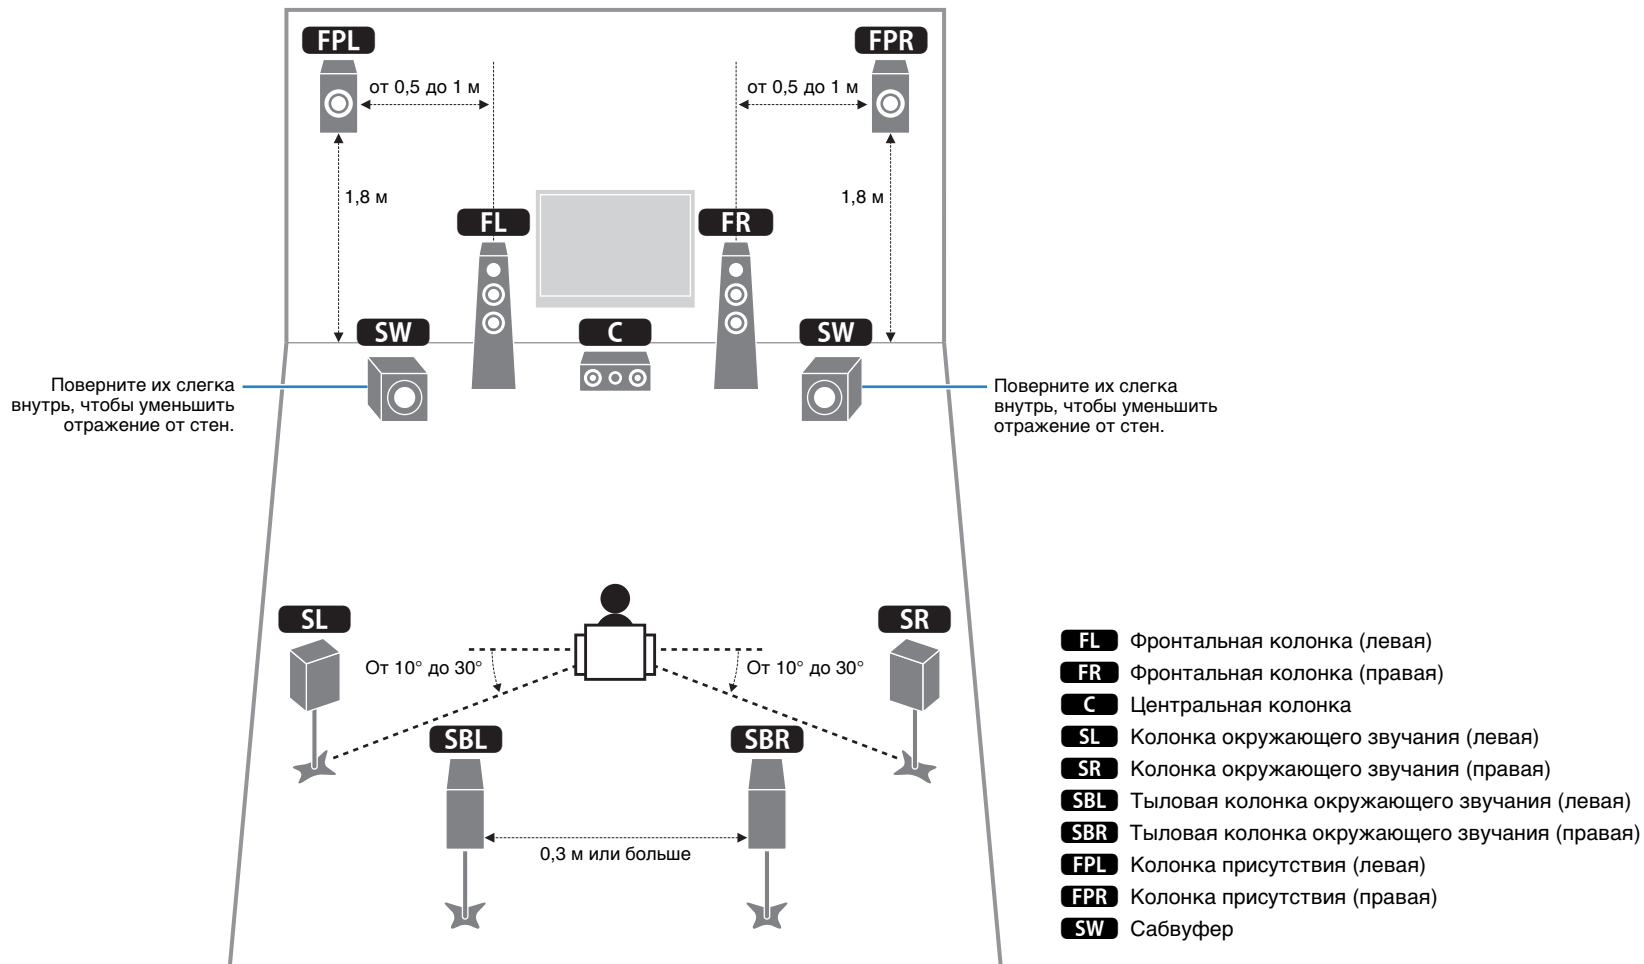 FPL
FPR
от 0,5 до 1 м
от 0,5 до 1 м
1,8 м
1,8 м
FL
FR
SW
C
SW
Поверните их слегка
внутрь, чтобы уменьшить
отражение от стен.
Поверните их слегка
внутрь, чтобы уменьшить
отражение от стен.
SL
SR
От 10° до 30°
От 10° до 30°
SBL
SBR
0,3 м или больше
FL Фронтальная колонка (левая)
FR Фронтальная колонка (правая)
C Центральная колонка
SL Колонка окружающего звучания (левая)
SR Колонка окружающего звучания (правая)
SBL Тыловая колонка окружающего звучания (левая)
SBR Тыловая колонка окружающего звучания (правая)
FPL Колонка присутствия (левая)
FPR Колонка присутствия (правая)
SW Сабвуфер